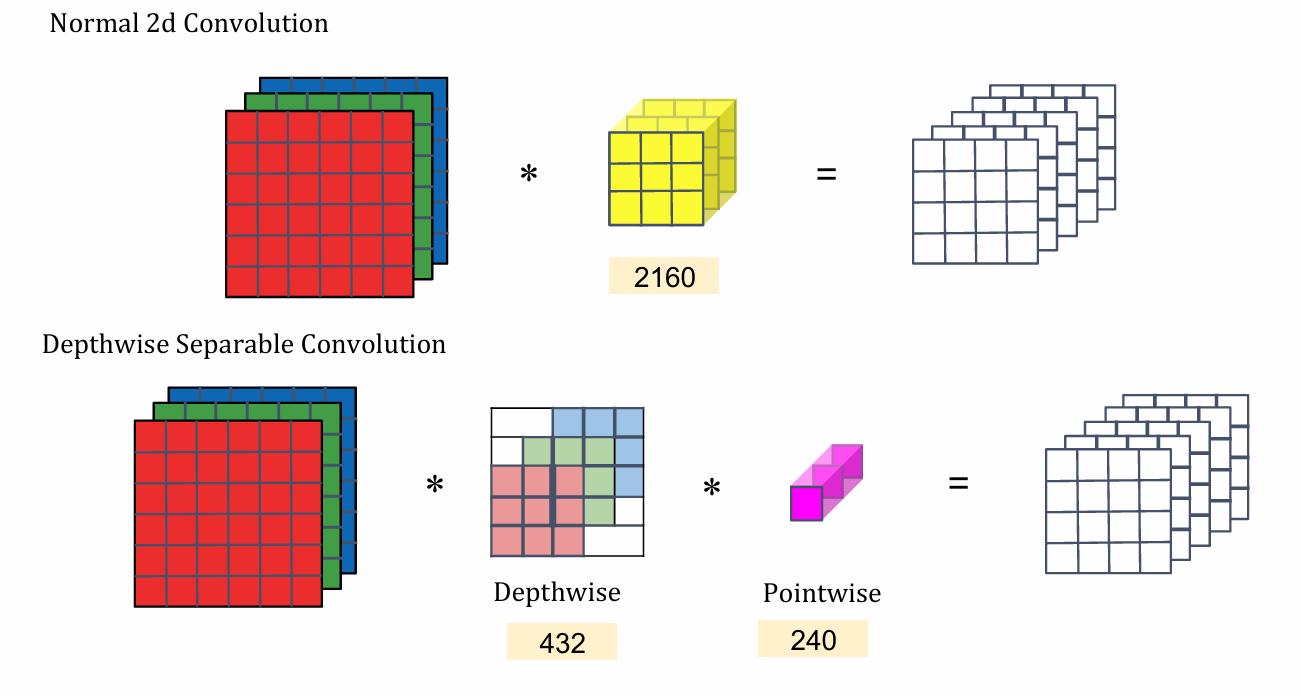 Normal 2d Convolution
*
=
2160
Depthwise Separable Convolution
*
*
=
Depthwise
Pointwise
432
240